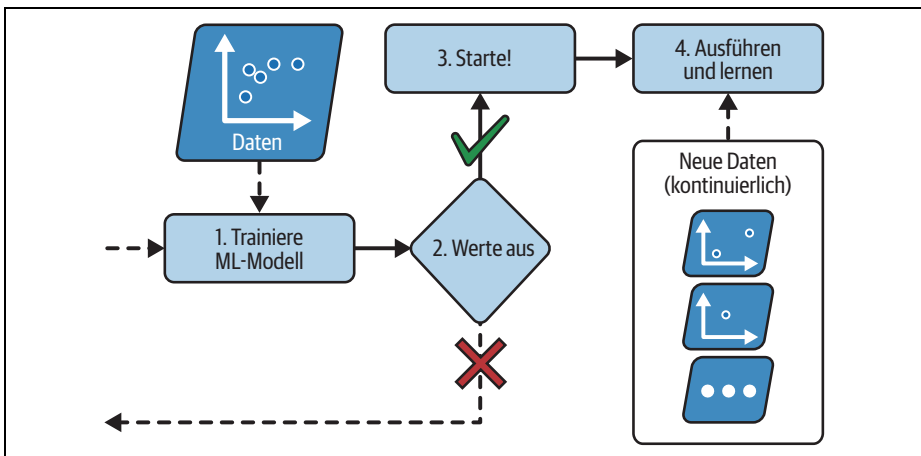 Daten
1. Trainiere
ML-Modell
2. Werte aus
3. Starte!
4. Ausführen
und lernen
Neue Daten
(kontinuierlich)